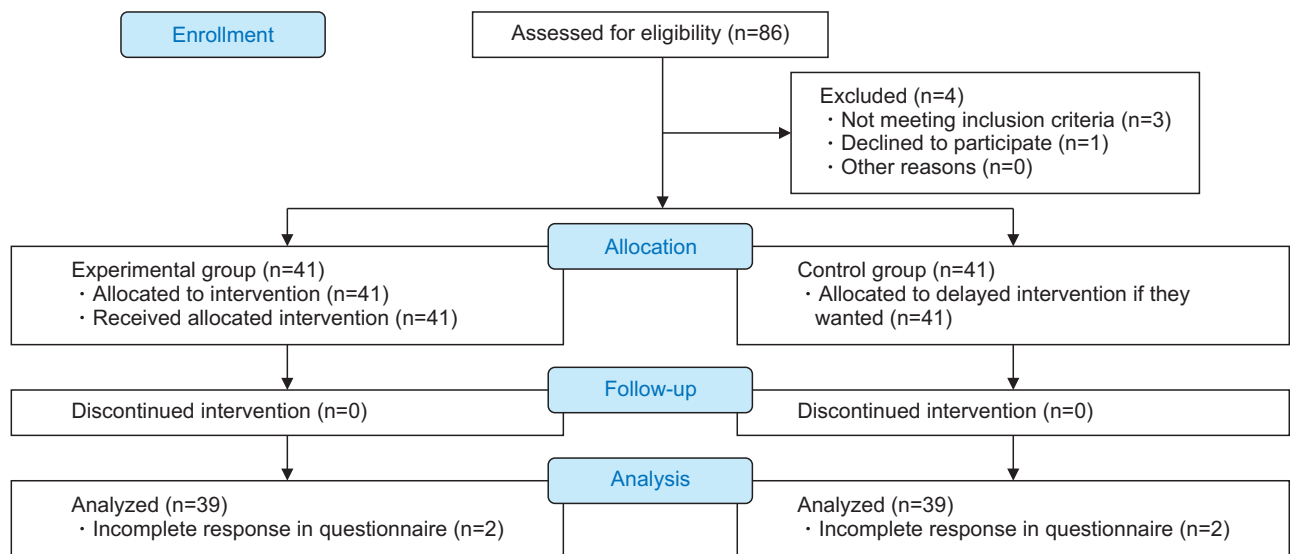 Enrollment
Assessed for eligibility (n=86)
Excluded (n=4)
· Not meeting inclusion criteria (n=3)
· Declined to participate (n=1)
· Other reasons (n=0)
Allocation
Experimental group (n=41)
· Allocated to intervention (n=41)
· Received allocated intervention (n=41)
Control group (n=41)
· Allocated to delayed intervention if they
wanted (n=41)
Follow-up
Discontinued intervention (n=0)
Discontinued intervention (n=0)
Analysis
Analyzed (n=39)
· Incomplete response in questionnaire (n=2)
Analyzed (n=39)
· Incomplete response in questionnaire (n=2)